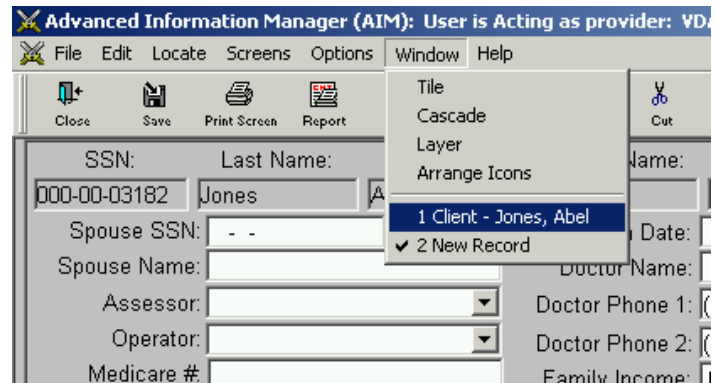 Advanced Information Manager (AIM): User is Acting as provider: VDA
File Edit Locate Screens Options Window Help
Close Save Print Screen Report Cut
Tile
Cascade
Layer
Arrange Icons
1 Client - Jones, Abel
✔ 2 New Record
SSN: Last Name: Name:
000-00-03182 Jones A
Spouse SSN: - - Date:
Spouse Name: Doctor Name:
Assessor: Doctor Phone 1: (
Operator: Doctor Phone 2: (
Medicare #: Family Income: